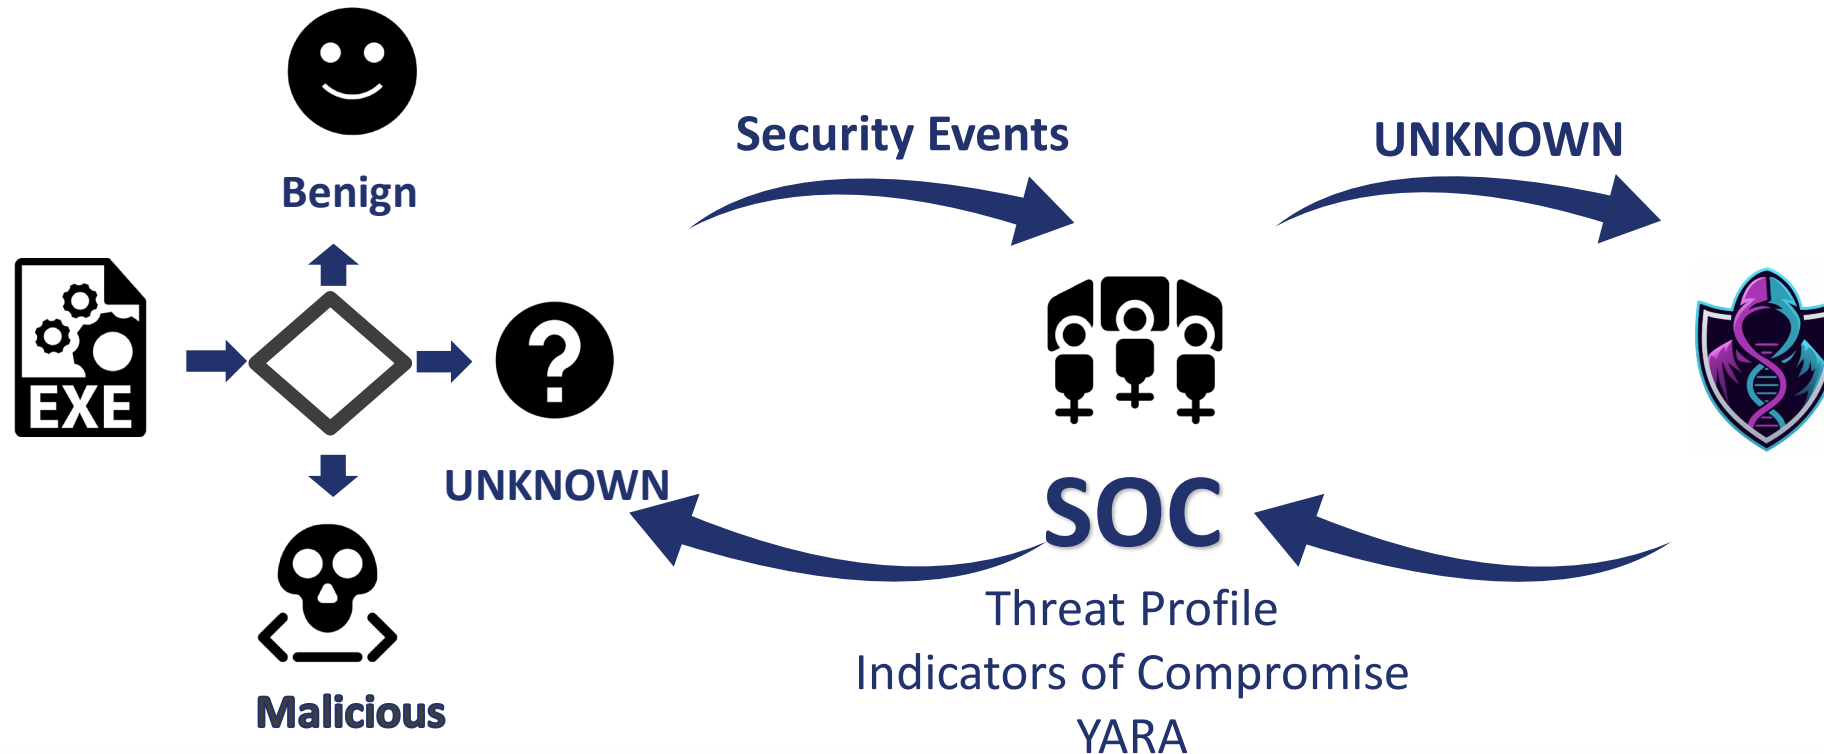 Benign
EXE
UNKNOWN
Malicious
Security Events
UNKNOWN
SOC
Threat Profile
Indicators of Compromise
YARA